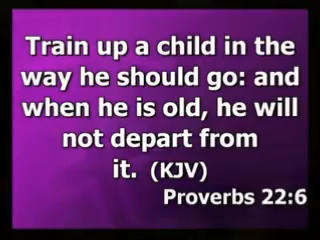 Train up a child in the
way he should go: and
when he is old, he will
not depart from
it. (KJV)
Proverbs 22:6